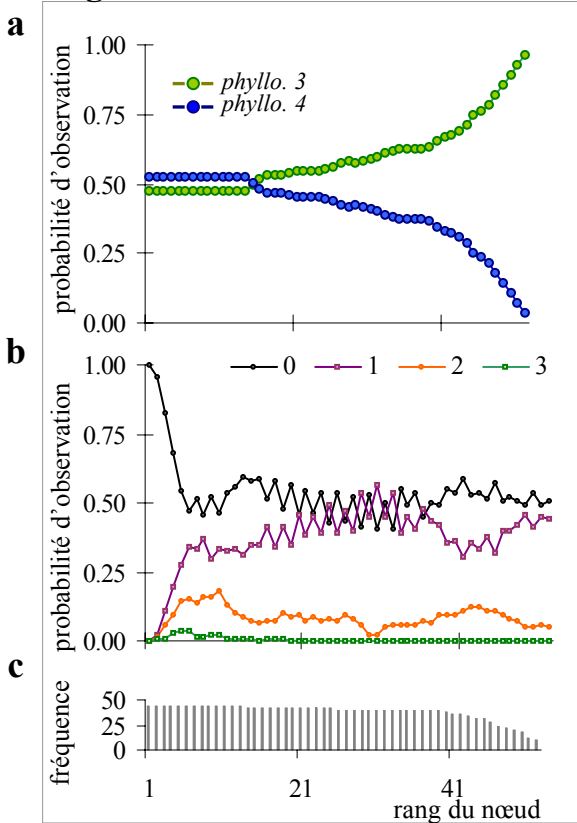 a
probabilité d’observation
1.00
0.75
0.50
0.25
0.00
phyllo. 3
phyllo. 4
b
probabilité d’observation
1.00
0.75
0.50
0.25
0.00
0 1 2 3
c
fréquence
50
25
0
1 21 41
rang du nœud